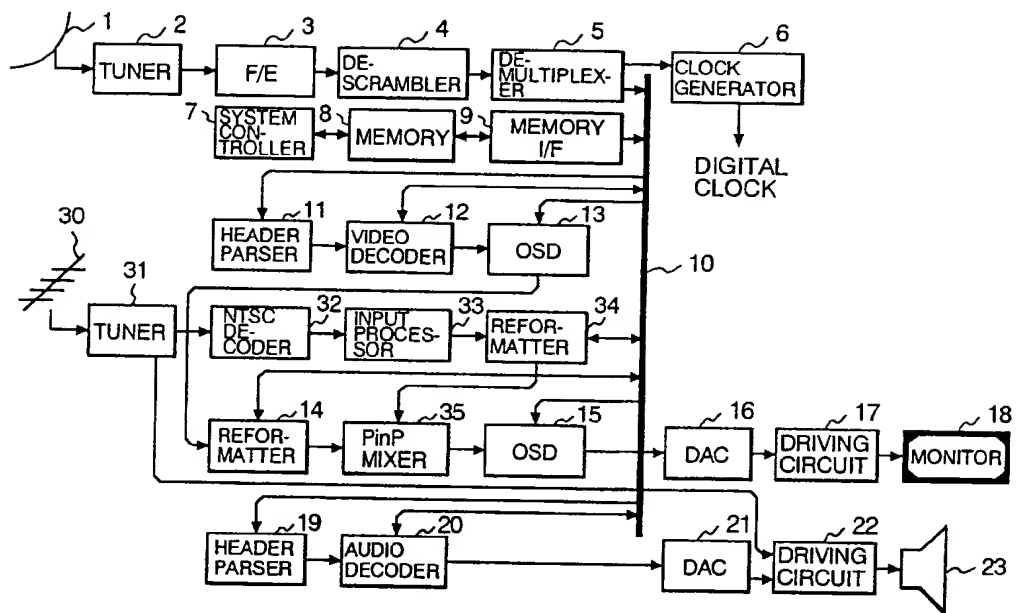 1
2
3
4
5
6
TUNER
F/E
DE-
SCRAMBLER
DE-
MULTIPLEX-
ER
CLOCK
GENERATOR
7
SYSTEM
CON-
TROLLER
8
MEMORY
9
MEMORY
I/F
DIGITAL
CLOCK
11
HEADER
PARSER
12
VIDEO
DECODER
13
OSD
10
30
31
TUNER
32
NTSC
DE-
CODER
33
INPUT
PROCES-
SOR
34
REFOR-
MATTER
14
REFOR-
MATTER
35
PinP
MIXER
15
OSD
16
DAC
17
DRIVING
CIRCUIT
18
MONITOR
19
HEADER
PARSER
20
AUDIO
DECODER
21
DAC
22
DRIVING
CIRCUIT
23